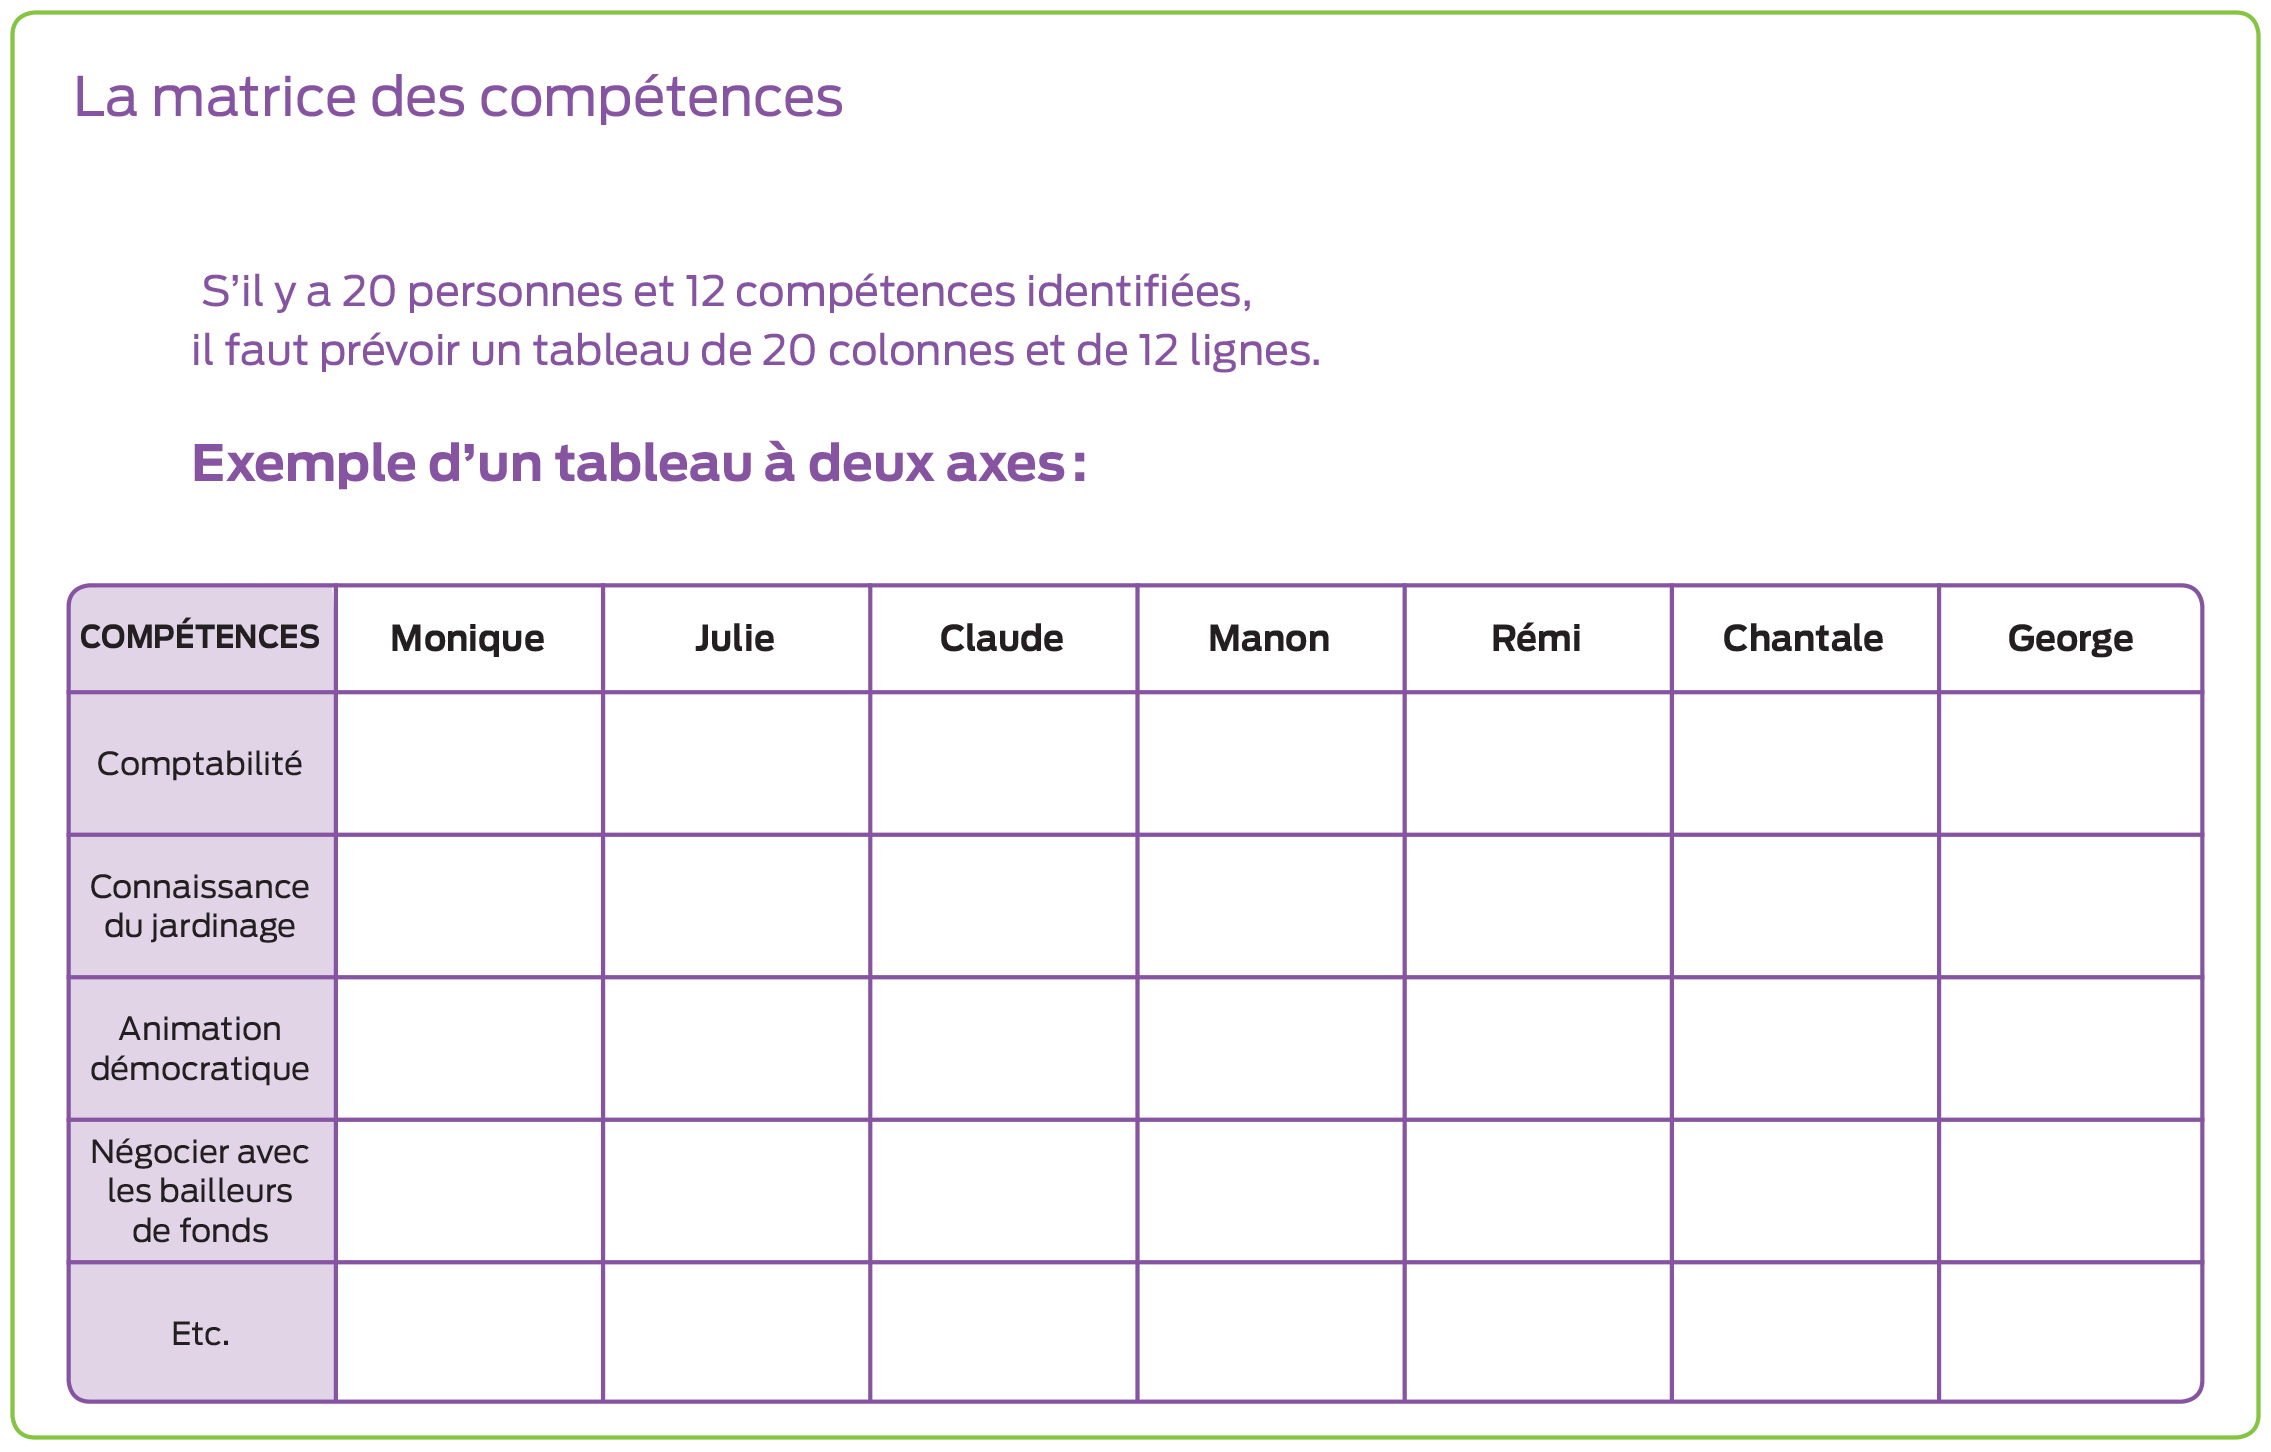 La matrice des compétences
S’il y a 20 personnes et 12 compétences identifiées,
il faut prévoir un tableau de 20 colonnes et de 12 lignes.
Exemple d’un tableau à deux axes :
COMPÉTENCES Monique Julie Claude Manon Rémi Chantale George
Comptabilité
Connaissance
du jardinage
Animation
démocratique
Négocier avec
les bailleurs
de fonds
Etc.